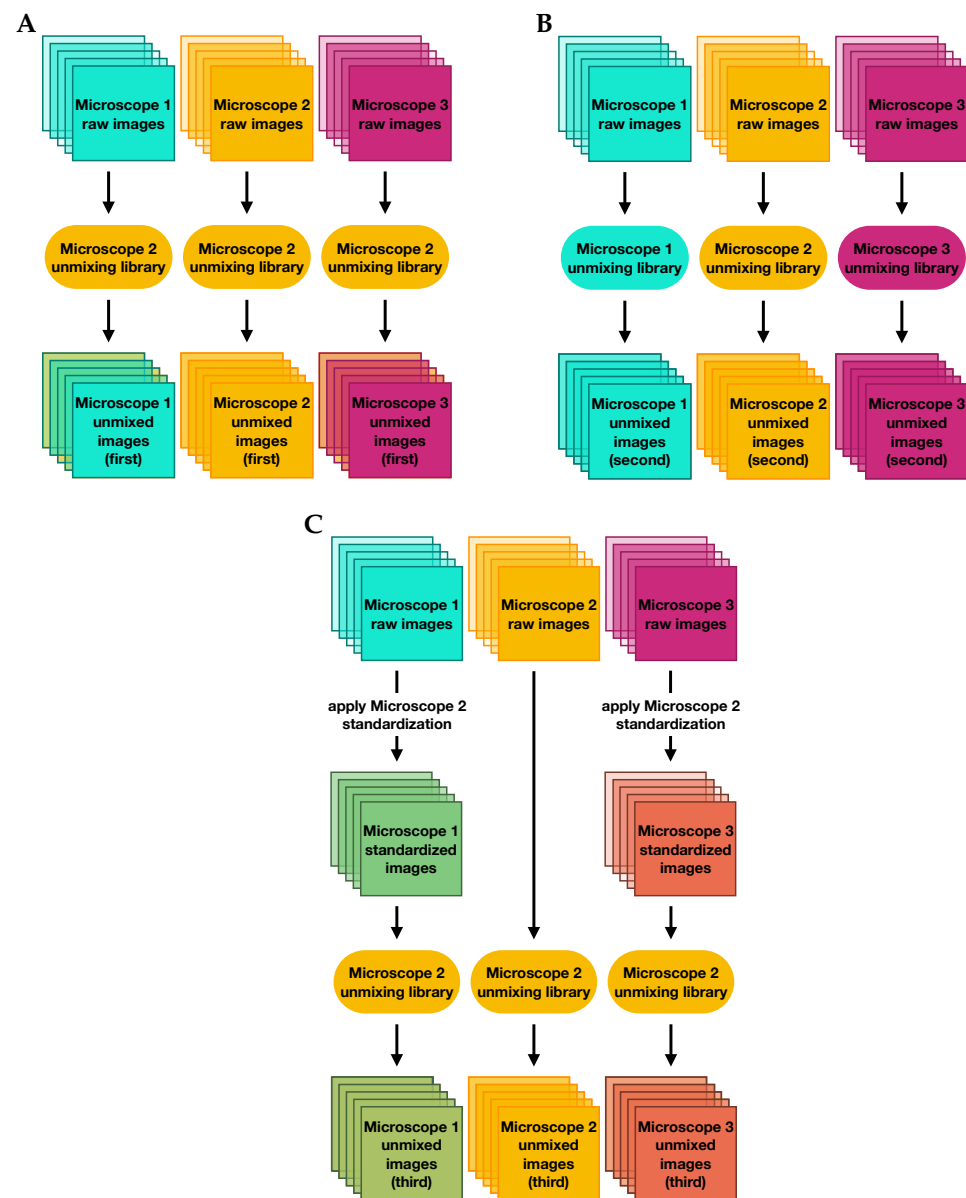 A
Microscope 1
raw images
Microscope 2
raw images
Microscope 3
raw images
Microscope 2
unmixing library
Microscope 2
unmixing library
Microscope 2
unmixing library
Microscope 1
unmixed
images
(first)
Microscope 2
unmixed
images
(first)
Microscope 3
unmixed
images
(first)
B
Microscope 1
raw images
Microscope 2
raw images
Microscope 3
raw images
Microscope 1
unmixing library
Microscope 2
unmixing library
Microscope 3
unmixing library
Microscope 1
unmixed
images
(second)
Microscope 2
unmixed
images
(second)
Microscope 3
unmixed
images
(second)
C
Microscope 1
raw images
Microscope 2
raw images
Microscope 3
raw images
apply Microscope 2
standardization
apply Microscope 2
standardization
Microscope 1
standardized
images
Microscope 3
standardized
images
Microscope 2
unmixing library
Microscope 2
unmixing library
Microscope 2
unmixing library
Microscope 1
unmixed
images
(third)
Microscope 2
unmixed
images
(third)
Microscope 3
unmixed
images
(third)